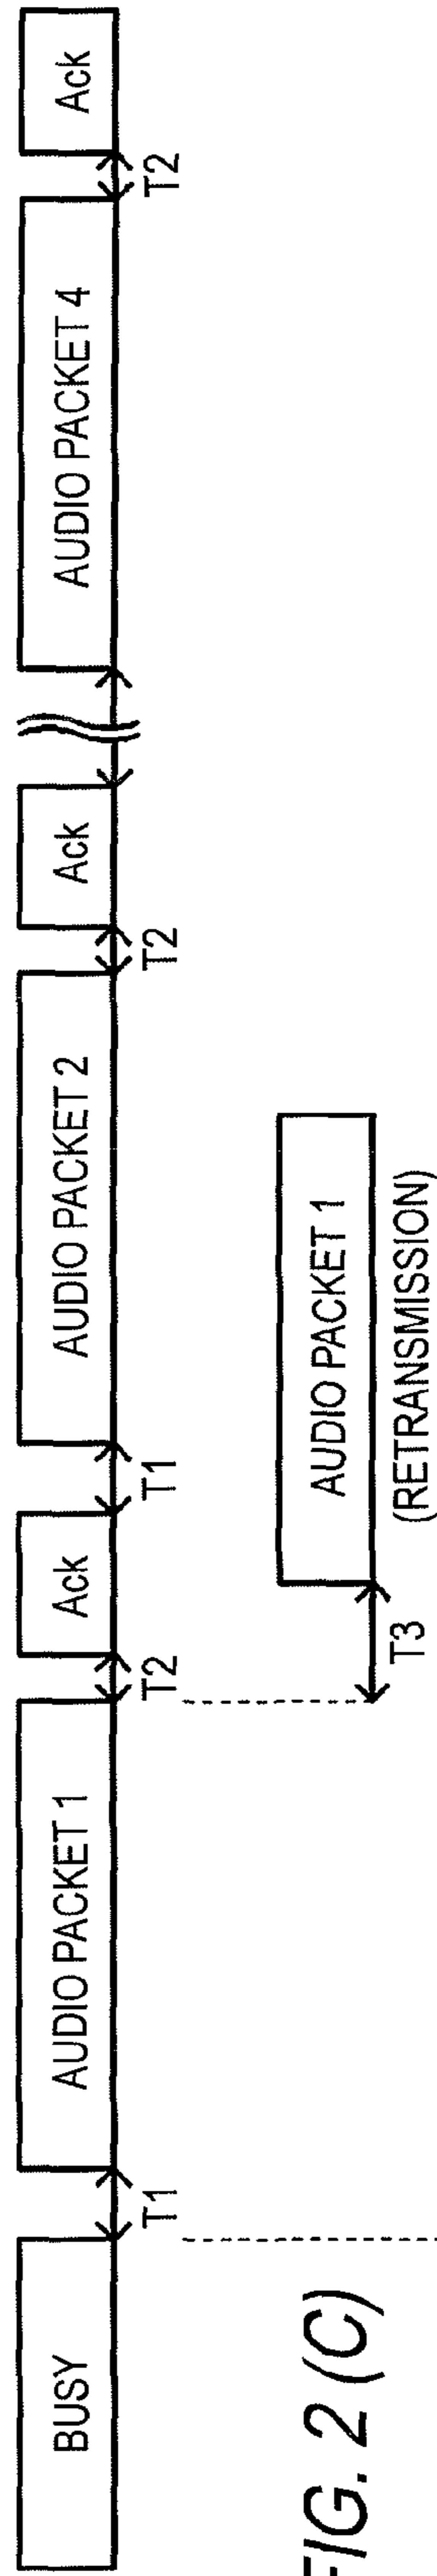 BUSY
T1
AUDIO PACKET 1
T2
Ack
T1
AUDIO PACKET 2
T2
Ack
AUDIO PACKET 4
T2
Ack
T3
AUDIO PACKET 1
(RETRANSMISSION)
FIG. 2 (C)